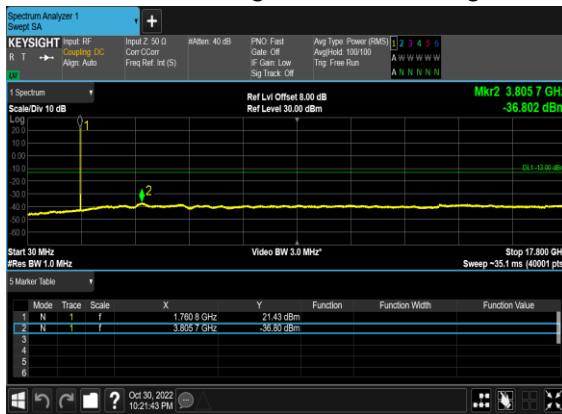 Spectrum Analyzer 1
Swept SA
KEYSIGHT Input: RF Input Z: 50 Ω #Atten: 40 dB PNO: Fast Avg Type: Power (RMS) 1 2 3 4 5 6
R T Coupling: DC Corr CCorr Gate: Off Avg|Hold: 100/100 A W W W W W
Align: Auto Freq Ref: Int (S) IF Gain: Low Trig: Free Run A N N N N N
LXI Sig Track: Off
1 Spectrum Ref Lvl Offset 8.00 dB Mkr2 3.805 7 GHz
Scale/Div 10 dB Ref Level 30.00 dBm -36.802 dBm
Log
1
20.0
10.0
0.00
-10.0 DL1 -13.00 dBm
-20.0
-30.0 2
-40.0
-50.0
-60.0
Start 30 MHz Video BW 3.0 MHz* Stop 17.800 GHz
#Res BW 1.0 MHz Sweep ~35.1 ms (40001 pts)
5 Marker Table
Mode Trace Scale X Y Function Function Width Function Value
1 N 1 f 1.760 8 GHz 21.43 dBm
2 N 1 f 3.805 7 GHz -36.80 dBm
3
4
5
6
? Oct 30, 2022
10:21:43 PM